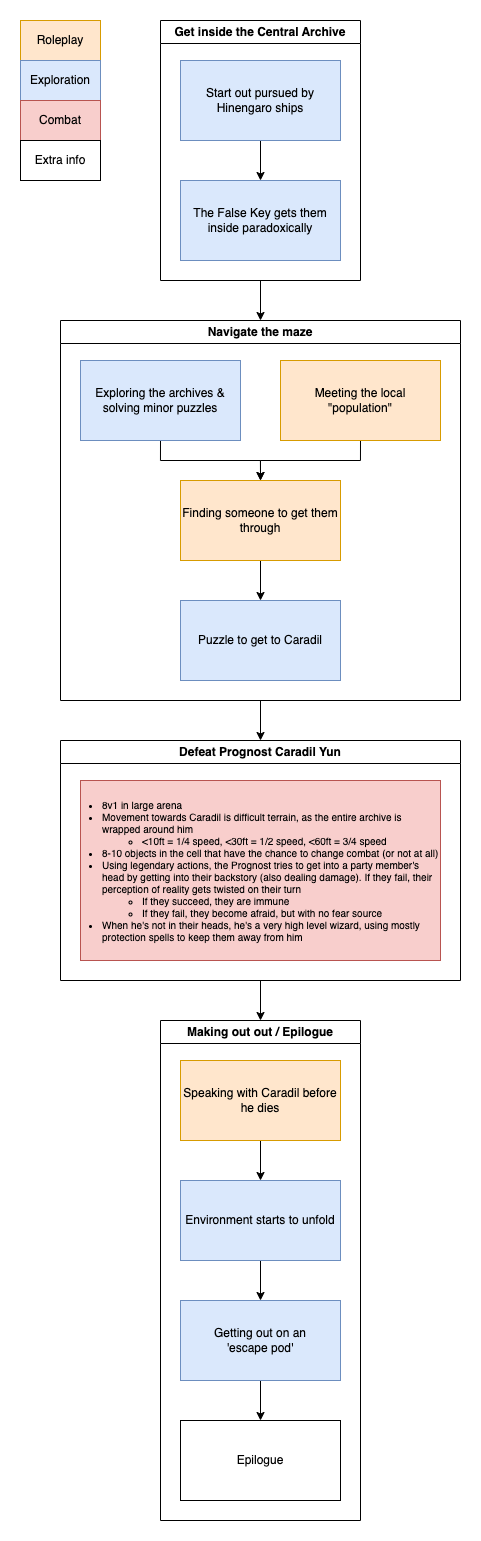 Roleplay
Exploration
Combat
Extra info
Get inside the Central Archive
Start out pursued by
Hinengaro ships
The False Key gets them
inside paradoxically
Navigate the maze
Exploring the archives &
solving minor puzzles
Meeting the local
"population"
Finding someone to get them
through
Puzzle to get to Caradil
Defeat Prognost Caradil Yun
• 8v1 in large arena
• Movement towards Caradil is difficult terrain, as the entire archive is
wrapped around him
◦ <10ft = 1/4 speed, <30ft = 1/2 speed, <60ft = 3/4 speed
• 8-10 objects in the cell that have the chance to change combat (or not at all)
• Using legendary actions, the Prognost tries to get into a party member's
head by getting into their backstory (also dealing damage). If they fail, their
perception of reality gets twisted on their turn
◦ If they succeed, they are immune
◦ If they fail, they become afraid, but with no fear source
• When he's not in their heads, he's a very high level wizard, using mostly
protection spells to keep them away from him
Making out out / Epilogue
Speaking with Caradil before
he dies
Environment starts to unfold
Getting out on an
'escape pod'
Epilogue